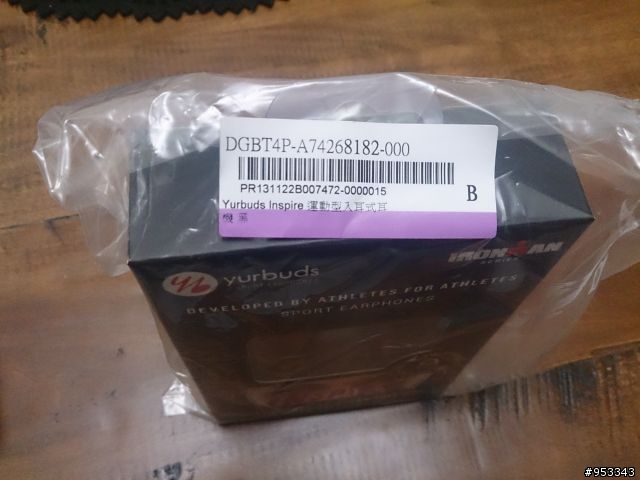 DGBT4P-A74268182-000
PR131122B007472-0000015
B
Yurbuds Inspire 運動型入耳式耳
機 黑
yurbuds
IRONMAN
SERIES
DEVELOPED BY ATHLETES FOR ATHLETES
SPORT EARPHONES
#953343